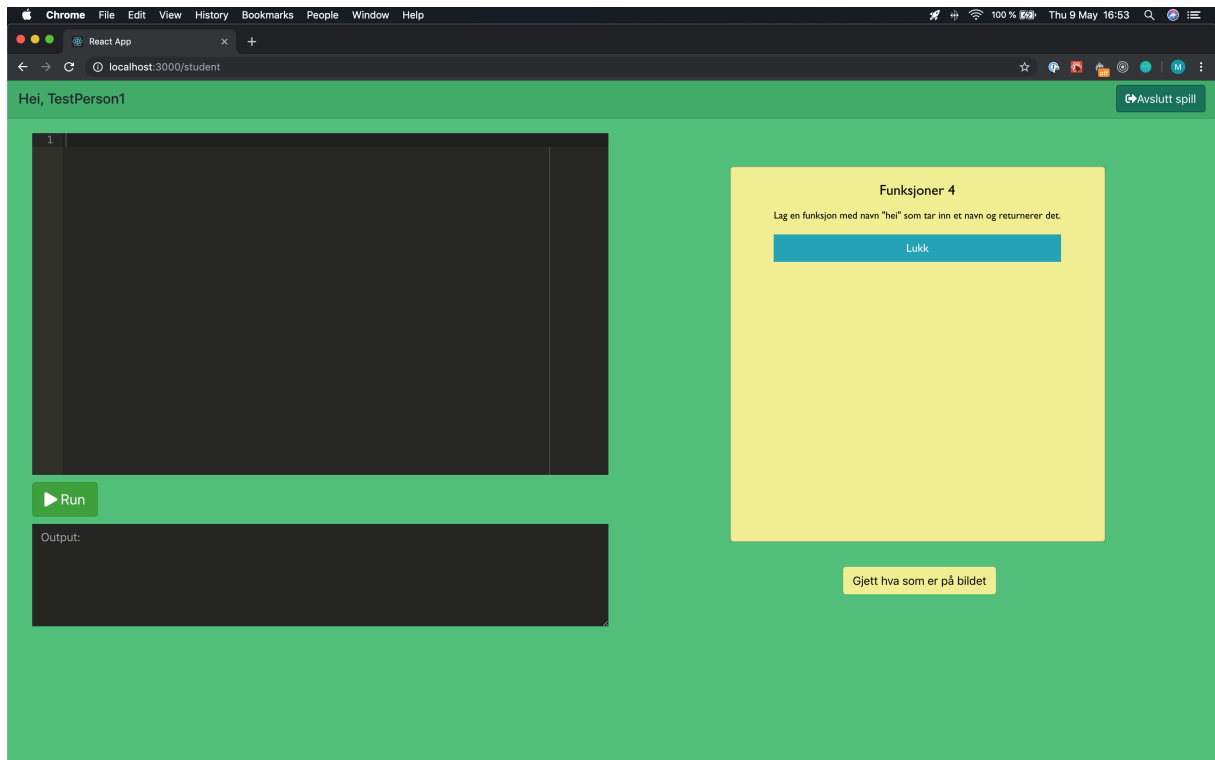 Chrome File Edit View History Bookmarks People Window Help 100 % Thu 9 May 16:53
React App
localhost:3000/student
off
M
Hei, TestPerson1
Avslutt spill
1
Funksjoner 4
Lag en funksjon med navn "hei" som tar inn et navn og returnerer det.
Lukk
Run
Output:
Gjett hva som er på bildet